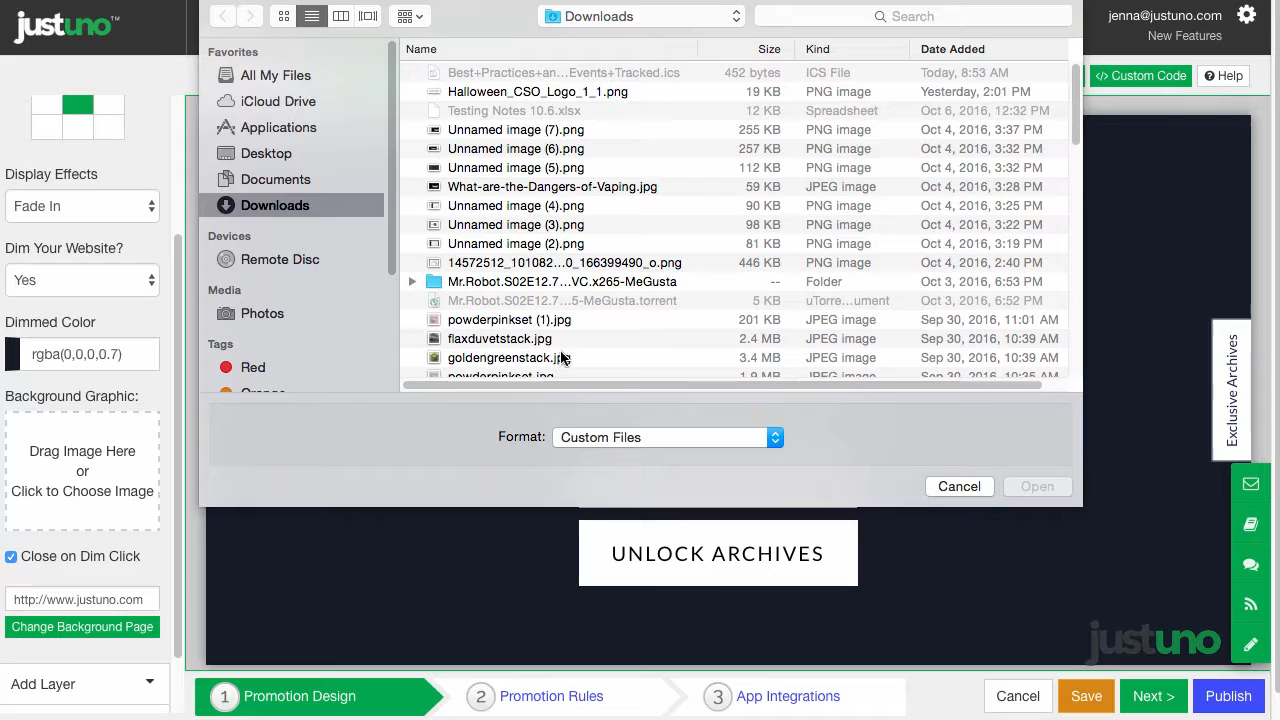 justuno™
Downloads
Search
jenna@justuno.com
New Features
</> Custom Code
? Help
Favorites
All My Files
iCloud Drive
Applications
Desktop
Documents
Downloads
Devices
Remote Disc
Media
Photos
Tags
Red
Orange
Name Size Kind Date Added
Best+Practices+an...Events+Tracked.ics 452 bytes ICS File Today, 8:53 AM
Halloween_CSO_Logo_1_1.png 19 KB PNG image Yesterday, 2:01 PM
Testing Notes 10.6.xlsx 12 KB Spreadsheet Oct 6, 2016, 12:32 PM
Unnamed image (7).png 255 KB PNG image Oct 4, 2016, 3:37 PM
Unnamed image (6).png 257 KB PNG image Oct 4, 2016, 3:32 PM
Unnamed image (5).png 112 KB PNG image Oct 4, 2016, 3:32 PM
What-are-the-Dangers-of-Vaping.jpg 59 KB JPEG image Oct 4, 2016, 3:28 PM
Unnamed image (4).png 90 KB PNG image Oct 4, 2016, 3:25 PM
Unnamed image (3).png 98 KB PNG image Oct 4, 2016, 3:22 PM
Unnamed image (2).png 81 KB PNG image Oct 4, 2016, 3:19 PM
14572512_101082...0_166399490_o.png 446 KB PNG image Oct 4, 2016, 2:40 PM
Mr.Robot.S02E12.7...VC.x265-MeGusta -- Folder Oct 3, 2016, 6:53 PM
Mr.Robot.S02E12.7...5-MeGusta.torrent 5 KB uTorre...ument Oct 3, 2016, 6:52 PM
powderpinkset (1).jpg 201 KB JPEG image Sep 30, 2016, 11:01 AM
flaxduvetstack.jpg 2.4 MB JPEG image Sep 30, 2016, 10:39 AM
goldengreenstack.jpg 3.4 MB JPEG image Sep 30, 2016, 10:39 AM
powderpinkset.jpg 1.9 MB JPEG image Sep 30, 2016, 10:35 AM
Format: Custom Files
Cancel
Open
Display Effects
Fade In
Dim Your Website?
Yes
Dimmed Color
rgba(0,0,0,0.7)
Background Graphic:
Drag Image Here
or
Click to Choose Image
Close on Dim Click
http://www.justuno.com
Change Background Page
Add Layer
Exclusive Archives
UNLOCK ARCHIVES
justuno
1 Promotion Design
2 Promotion Rules
3 App Integrations
Cancel
Save
Next >
Publish